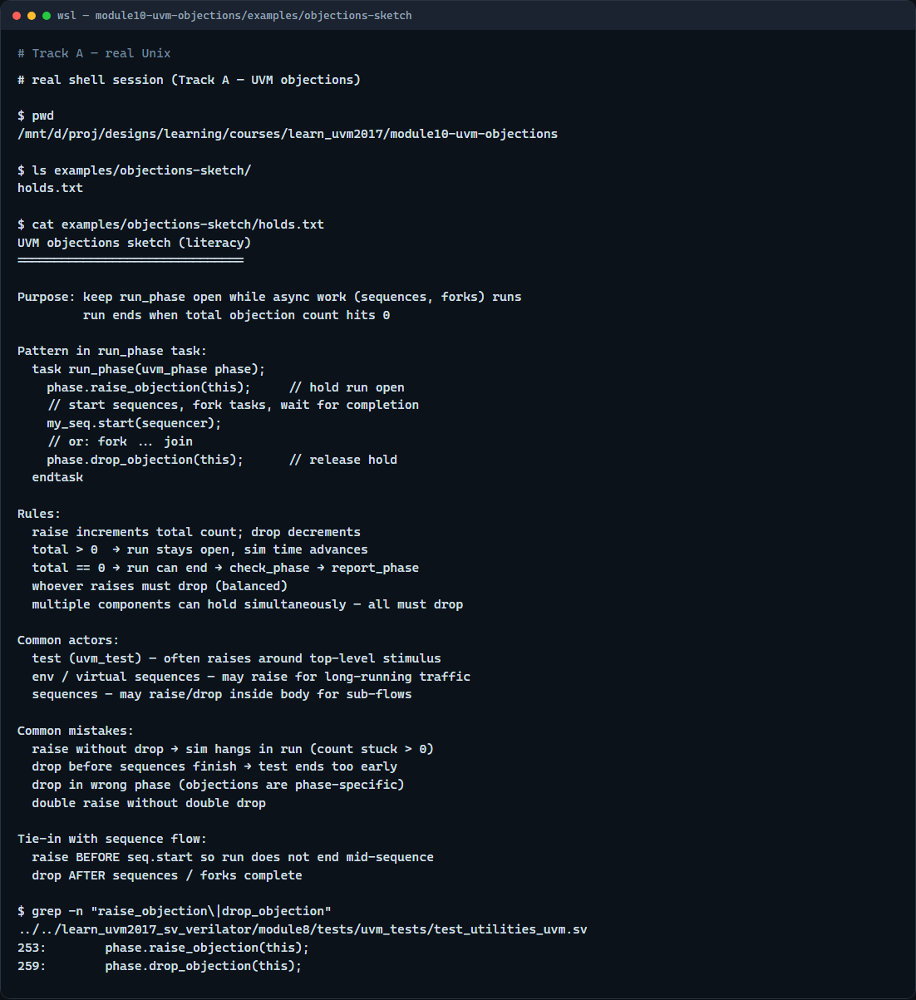 wsl — module10-uvm-objections/examples/objections-sketch
# Track A — real Unix
# real shell session (Track A — UVM objections)
$ pwd
/mnt/d/proj/designs/learning/courses/learn_uvm2017/module10-uvm-objections
$ ls examples/objections-sketch/
holds.txt
$ cat examples/objections-sketch/holds.txt
UVM objections sketch (literacy)
===============================
Purpose: keep run_phase open while async work (sequences, forks) runs
         run ends when total objection count hits 0
Pattern in run_phase task:
  task run_phase(uvm_phase phase);
    phase.raise_objection(this);     // hold run open
    // start sequences, fork tasks, wait for completion
    my_seq.start(sequencer);
    // or: fork ... join
    phase.drop_objection(this);      // release hold
  endtask
Rules:
  raise increments total count; drop decrements
  total > 0  → run stays open, sim time advances
  total == 0 → run can end → check_phase → report_phase
  whoever raises must drop (balanced)
  multiple components can hold simultaneously — all must drop
Common actors:
  test (uvm_test) — often raises around top-level stimulus
  env / virtual sequences — may raise for long-running traffic
  sequences — may raise/drop inside body for sub-flows
Common mistakes:
  raise without drop → sim hangs in run (count stuck > 0)
  drop before sequences finish → test ends too early
  drop in wrong phase (objections are phase-specific)
  double raise without double drop
Tie-in with sequence flow:
  raise BEFORE seq.start so run does not end mid-sequence
  drop AFTER sequences / forks complete
$ grep -n "raise_objection\|drop_objection"
../../learn_uvm2017_sv_verilator/module8/tests/uvm_tests/test_utilities_uvm.sv
253:        phase.raise_objection(this);
259:        phase.drop_objection(this);